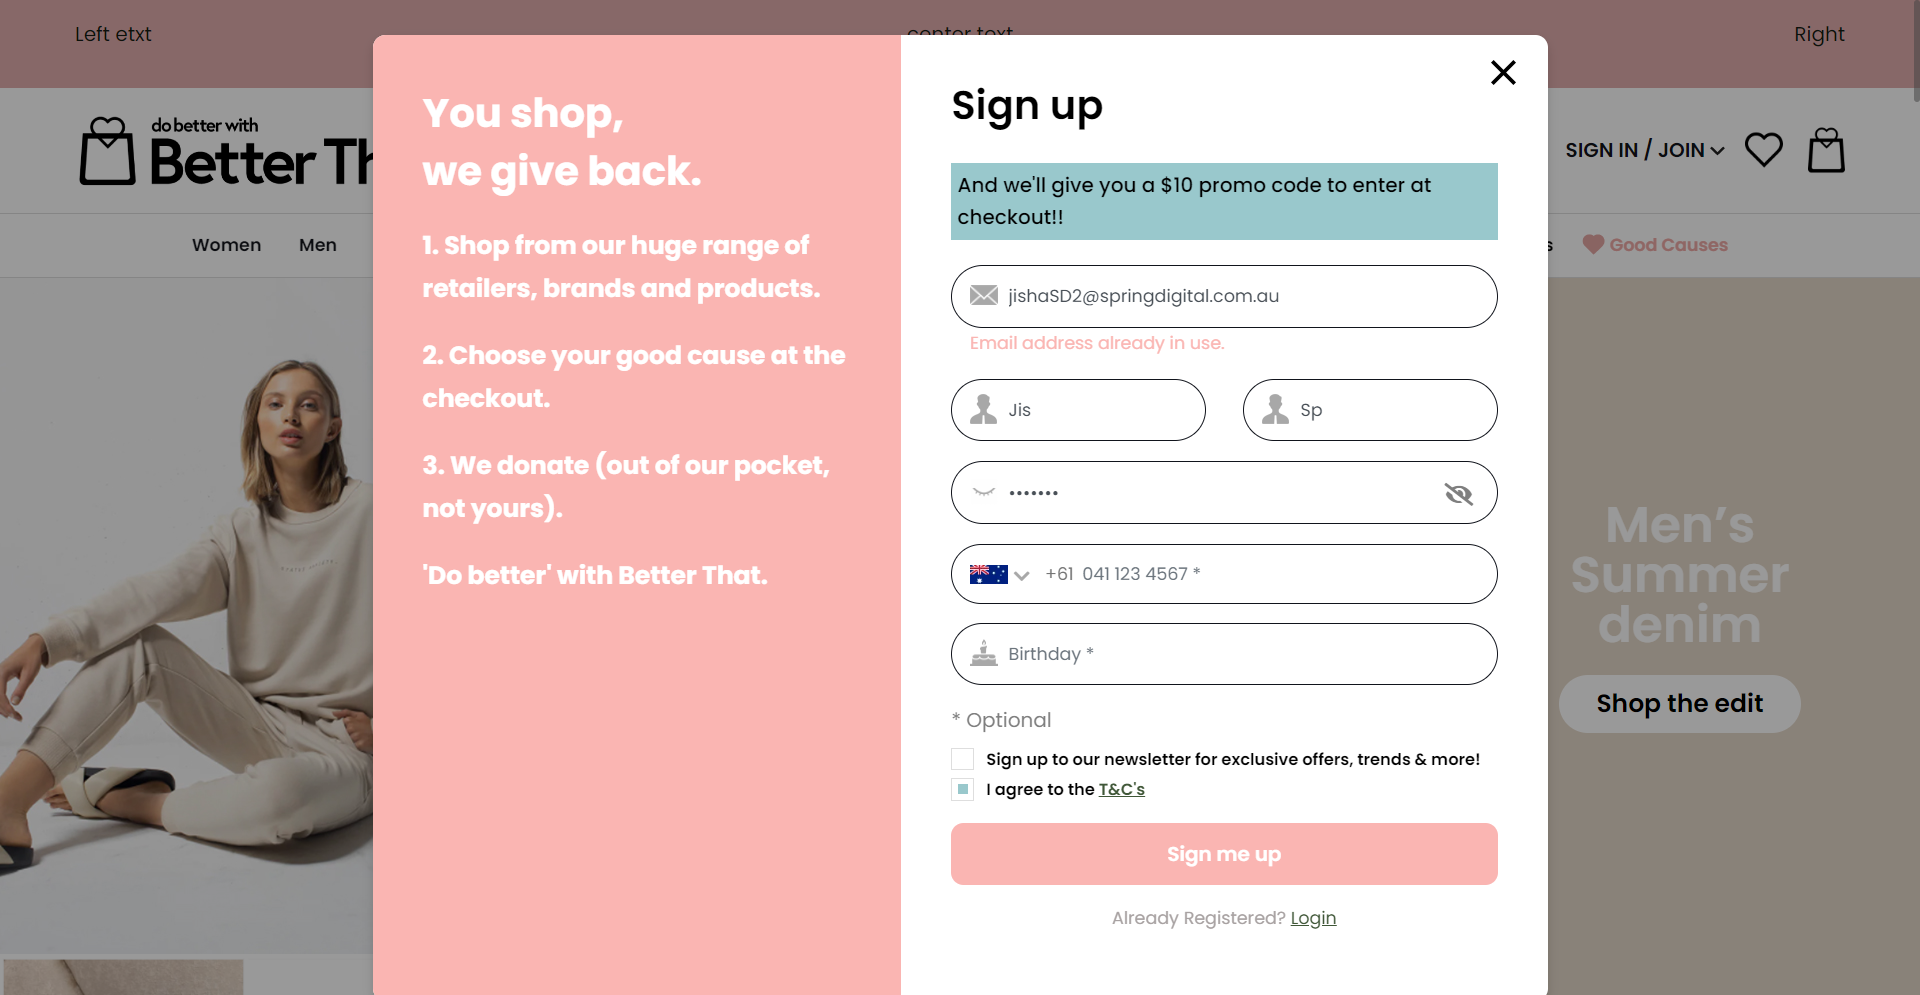 Left etxt
center text
Right
do better with
Better Th
SIGN IN / JOIN
Women
Men
s
Good Causes
You shop,
we give back.
1. Shop from our huge range of
retailers, brands and products.
2. Choose your good cause at the
checkout.
3. We donate (out of our pocket,
not yours).
'Do better' with Better That.
Sign up
And we'll give you a $10 promo code to enter at
checkout!!
jishaSD2@springdigital.com.au
Email address already in use.
Jis
Sp
•••••••
+61 041 123 4567 *
Birthday *
* Optional
Sign up to our newsletter for exclusive offers, trends & more!
I agree to the T&C's
Sign me up
Already Registered? Login
Men's
Summer
denim
Shop the edit